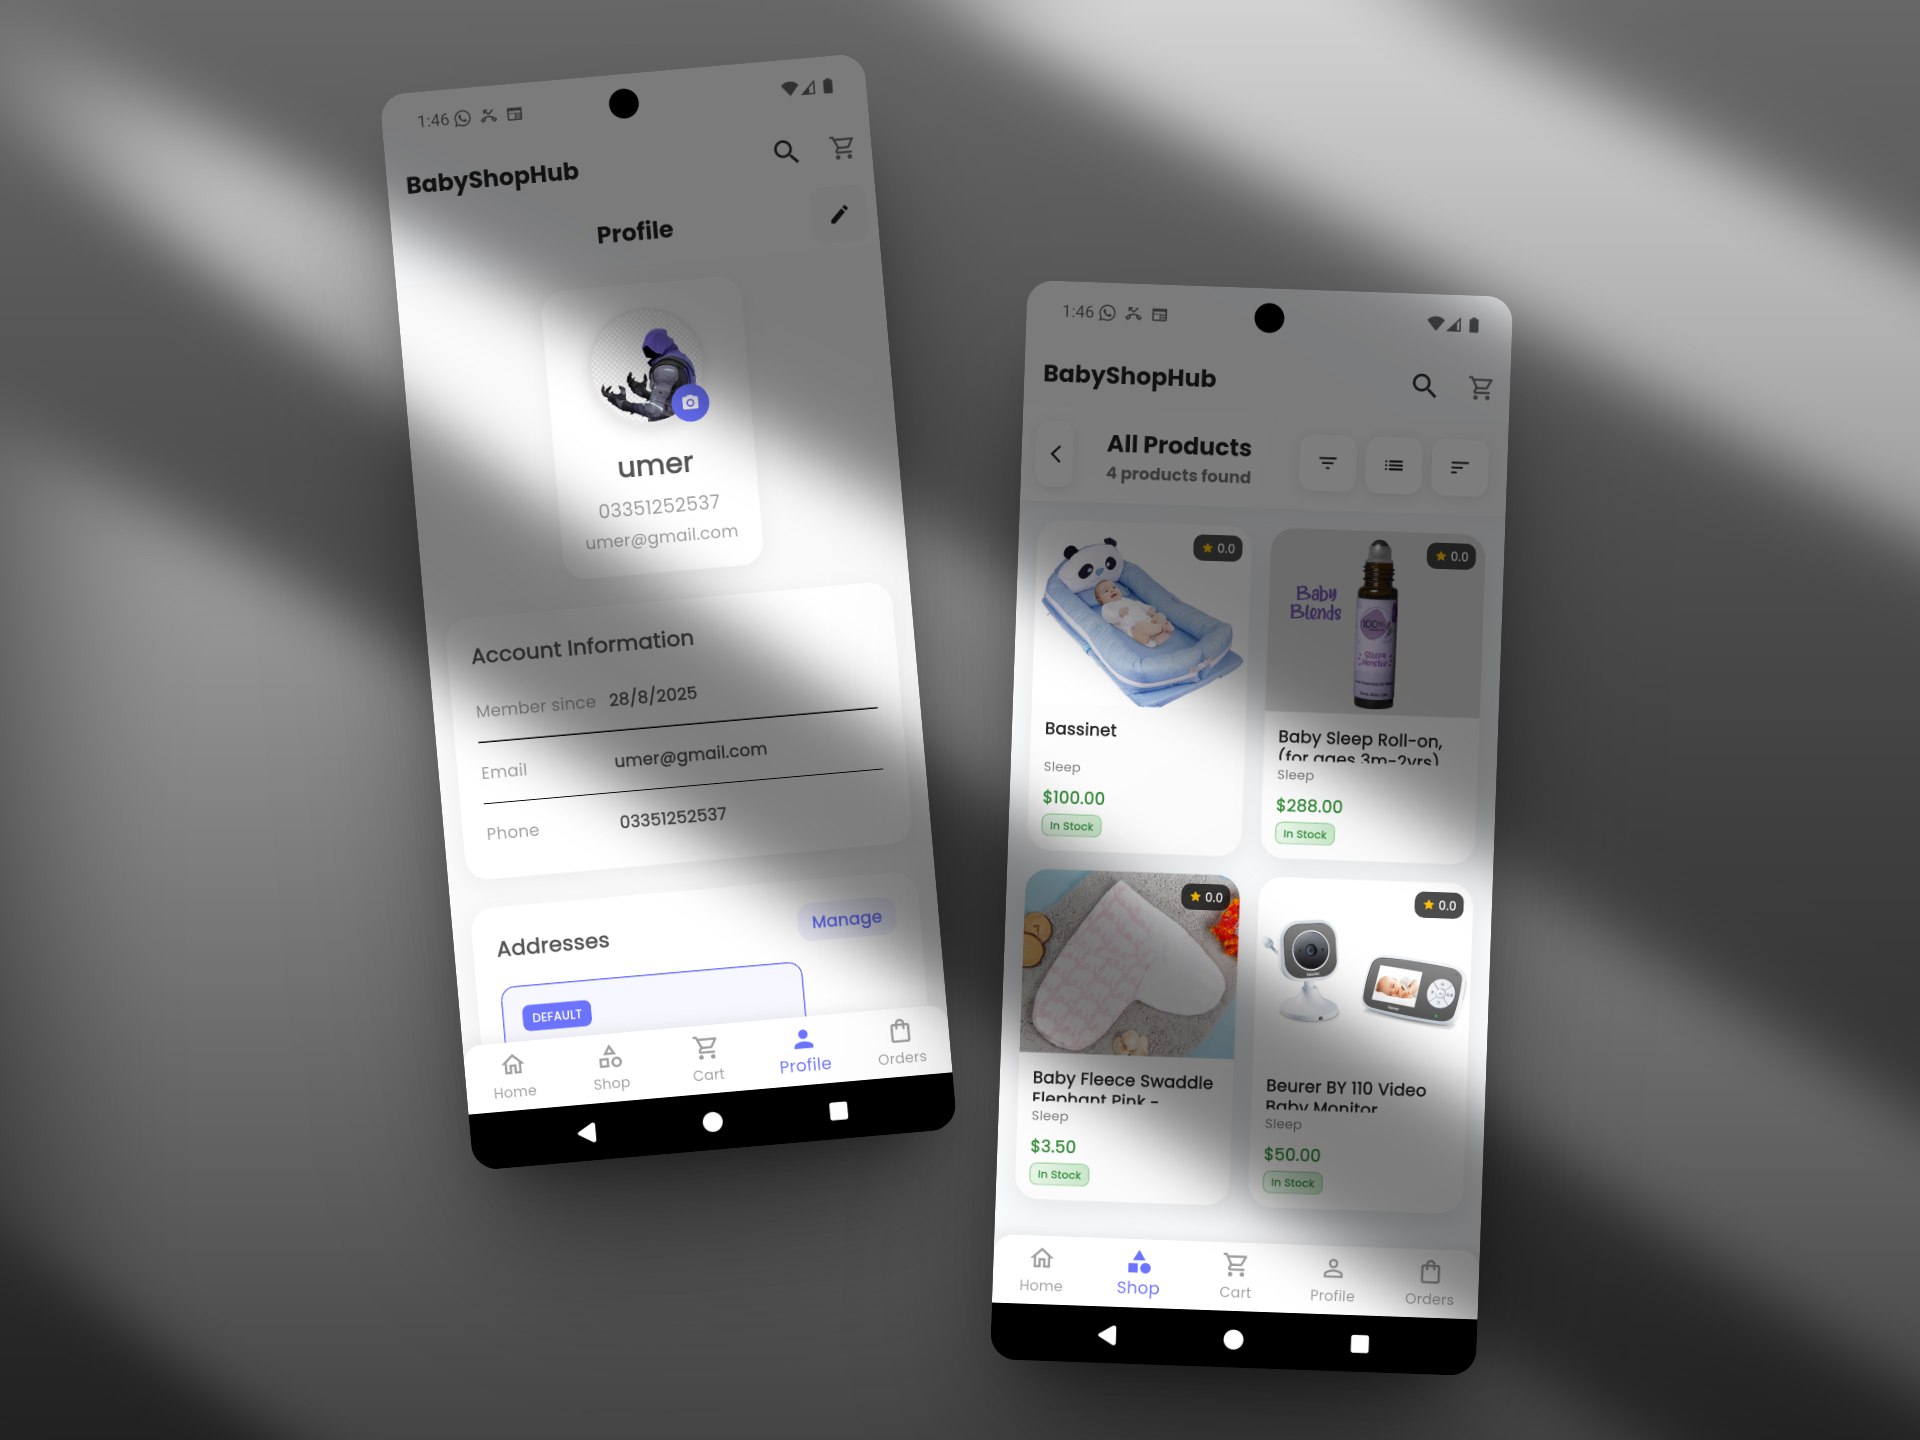 1:46
BabyShopHub
Profile
umer
03351252537
umer@gmail.com
Account Information
Member since 28/8/2025
Email umer@gmail.com
Phone 03351252537
Addresses Manage
DEFAULT
Home Shop Cart Profile Orders
1:46
BabyShopHub
All Products
4 products found
0.0
Bassinet
Sleep
$100.00
In Stock
0.0
Baby
Blends
100%
Sleepy
Monster
Baby Sleep Roll-on,
(for ages 3m-2yrs)
Sleep
$288.00
In Stock
0.0
Baby Fleece Swaddle
Elephant Pink -
Sleep
$3.50
In Stock
0.0
Beurer BY 110 Video
Baby Monitor
Sleep
$50.00
In Stock
Home Shop Cart Profile Orders